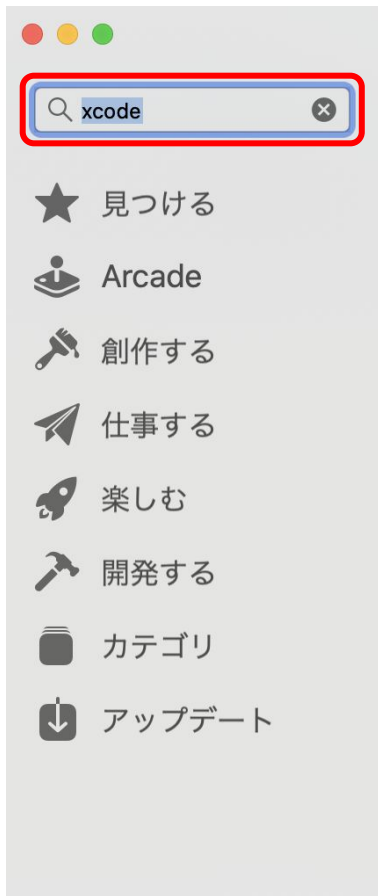 xcode
見つける
Arcade
創作する
仕事する
楽しむ
開発する
カテゴリ
アップデート